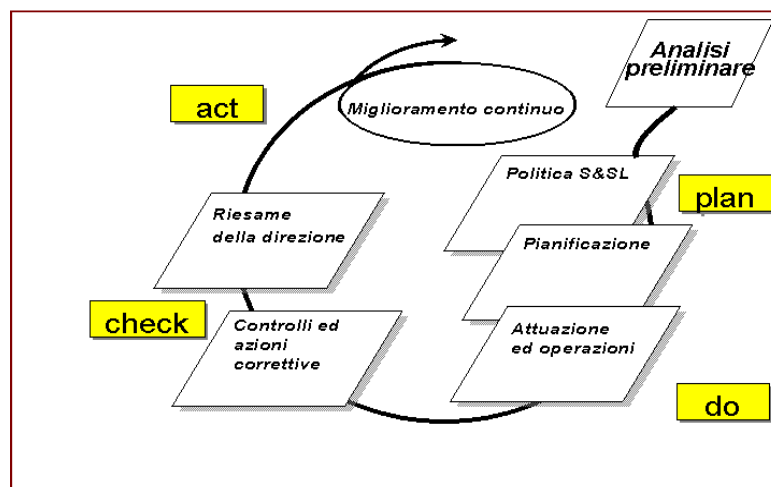 Analisi
preliminare
act
Miglioramento continuo
Politica S&SL
plan
Riesame
della direzione
Pianificazione
check
Controlli ed
azioni
correttive
Attuazione
ed operazioni
do